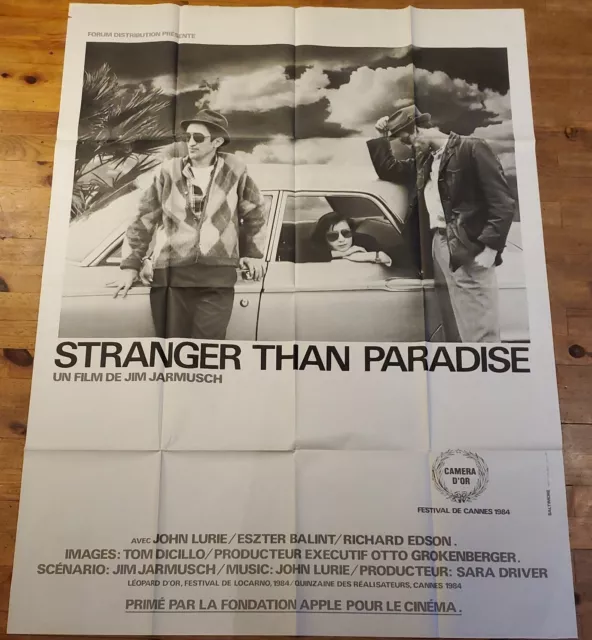 FORUM DISTRIBUTION PRÉSENTE
STRANGER THAN PARADISE
UN FILM DE JIM JARMUSCH
CAMERA
D'OR
FESTIVAL DE CANNES 1984
AVEC JOHN LURIE/ESZTER BALINT/RICHARD EDSON.
IMAGES: TOM DICILLO/PRODUCTEUR EXECUTIF OTTO GROKENBERGER.
SCÉNARIO: JIM JARMUSCH/MUSIC: JOHN LURIE/PRODUCTEUR: SARA DRIVER
LÉOPARD D'OR, FESTIVAL DE LOCARNO, 1984/QUINZAINE DES RÉALISATEURS, CANNES 1984
PRIMÉ PAR LA FONDATION APPLE POUR LE CINÉMA.
BALTIMORE